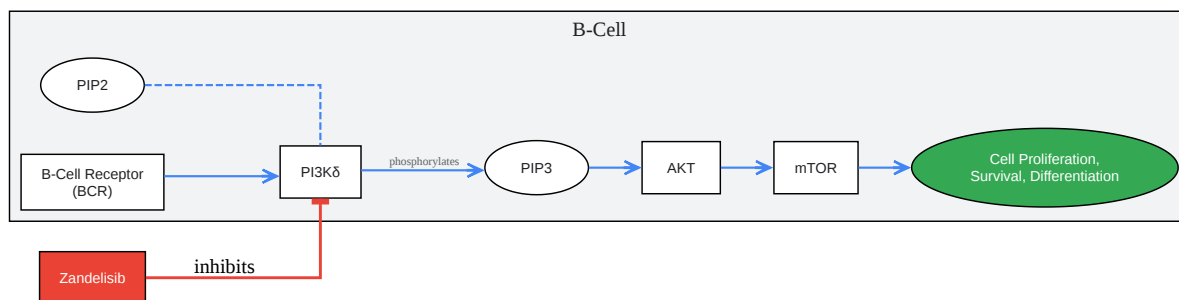 B-Cell
PIP2
B-Cell Receptor
(BCR)
PI3Kδ
phosphorylates
PIP3
AKT
mTOR
Cell Proliferation,
Survival, Differentiation
Zandelisib
inhibits